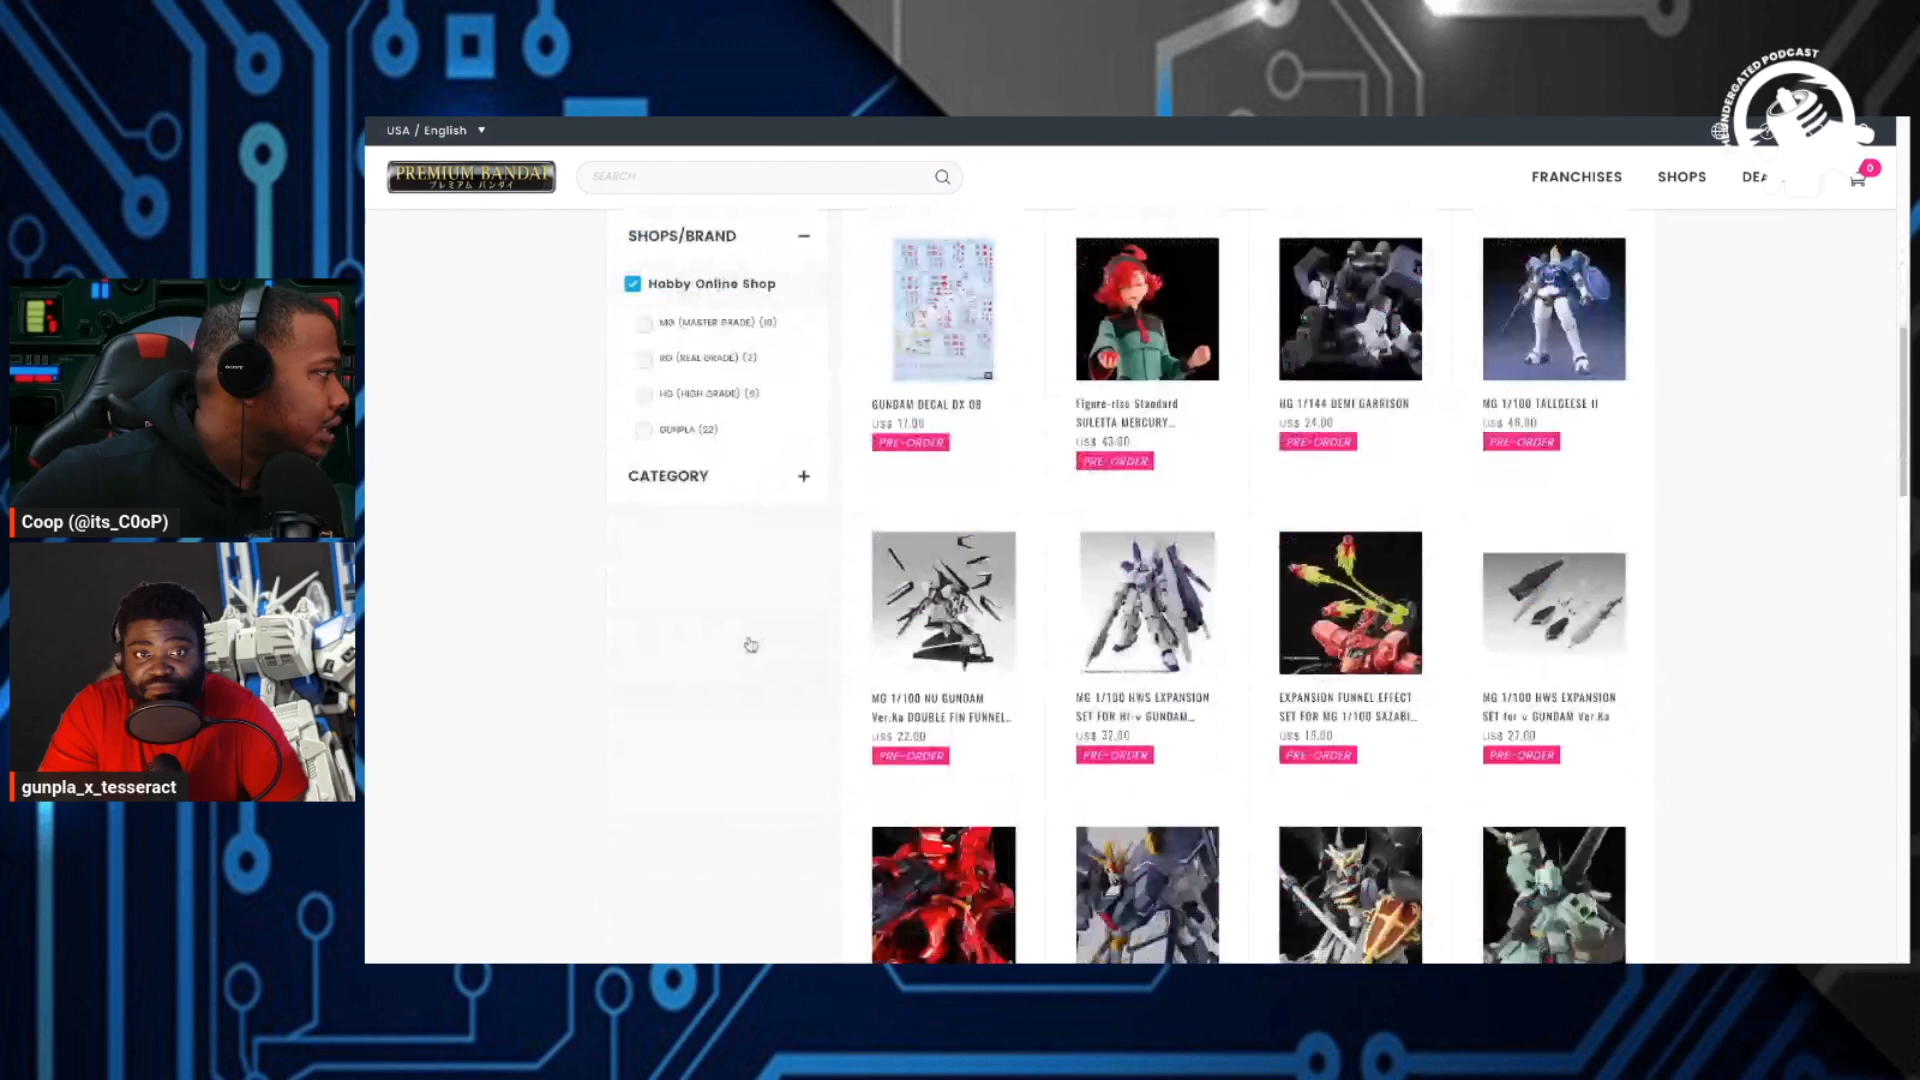 THEUNDERGATED PODCAST
USA / English
PREMIUM BANDAI
プレミアム バンダイ
SEARCH
FRANCHISES
SHOPS
0
SHOPS/BRAND
Hobby Online Shop
MG (MASTER GRADE) (10)
RG (REAL GRADE) (2)
HG (HIGH GRADE) (6)
GUNPLA (22)
CATEGORY
GUNDAM DECAL DX 08
US$ 17.00
PRE-ORDER
Figure-rise Standard
SULETTA MERCURY...
US$ 43.00
PRE-ORDER
HG 1/144 DEMI GARRISON
US$ 24.00
PRE-ORDER
MG 1/100 TALLGEESE II
US$ 46.00
PRE-ORDER
MG 1/100 NU GUNDAM
Ver.Ka DOUBLE FIN FUNNEL...
US$ 22.00
PRE-ORDER
MG 1/100 HWS EXPANSION
SET FOR Hi-ν GUNDAM...
US$ 32.00
PRE-ORDER
EXPANSION FUNNEL EFFECT
SET FOR MG 1/100 SAZABI...
US$ 16.00
PRE-ORDER
MG 1/100 HWS EXPANSION
SET for ν GUNDAM Ver.Ka
US$ 27.00
PRE-ORDER
SONY
Coop (@its_C0oP)
gunpla_x_tesseract